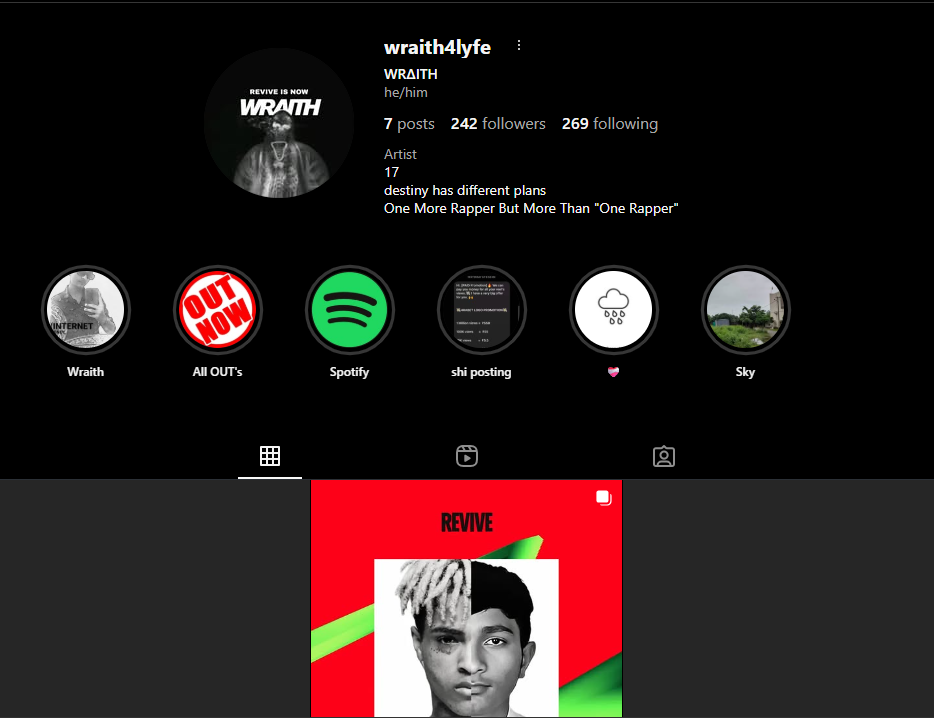 wraith4lyfe
WRΔITH
he/him
7 posts 242 followers 269 following
Artist
17
destiny has different plans
One More Rapper But More Than "One Rapper"
REVIVE IS NOW
WRAITH
INTERNET
OUT
NOW
Wraith
All OUT's
Spotify
shi posting
Sky
REVIVE